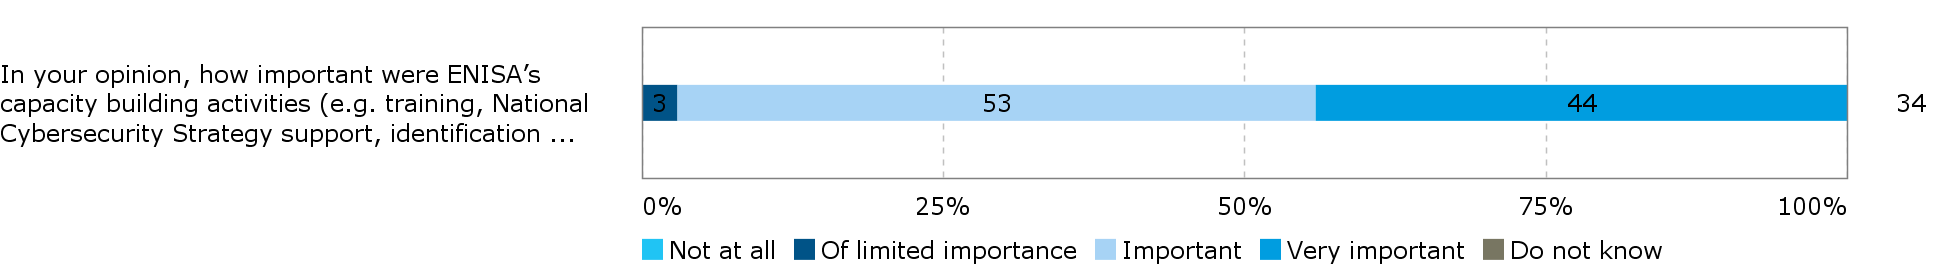 In your opinion, how important were ENISA’s
capacity building activities (e.g. training, National
Cybersecurity Strategy support, identification ...
3 53 44 34
0% 25% 50% 75% 100%
Not at all Of limited importance Important Very important Do not know